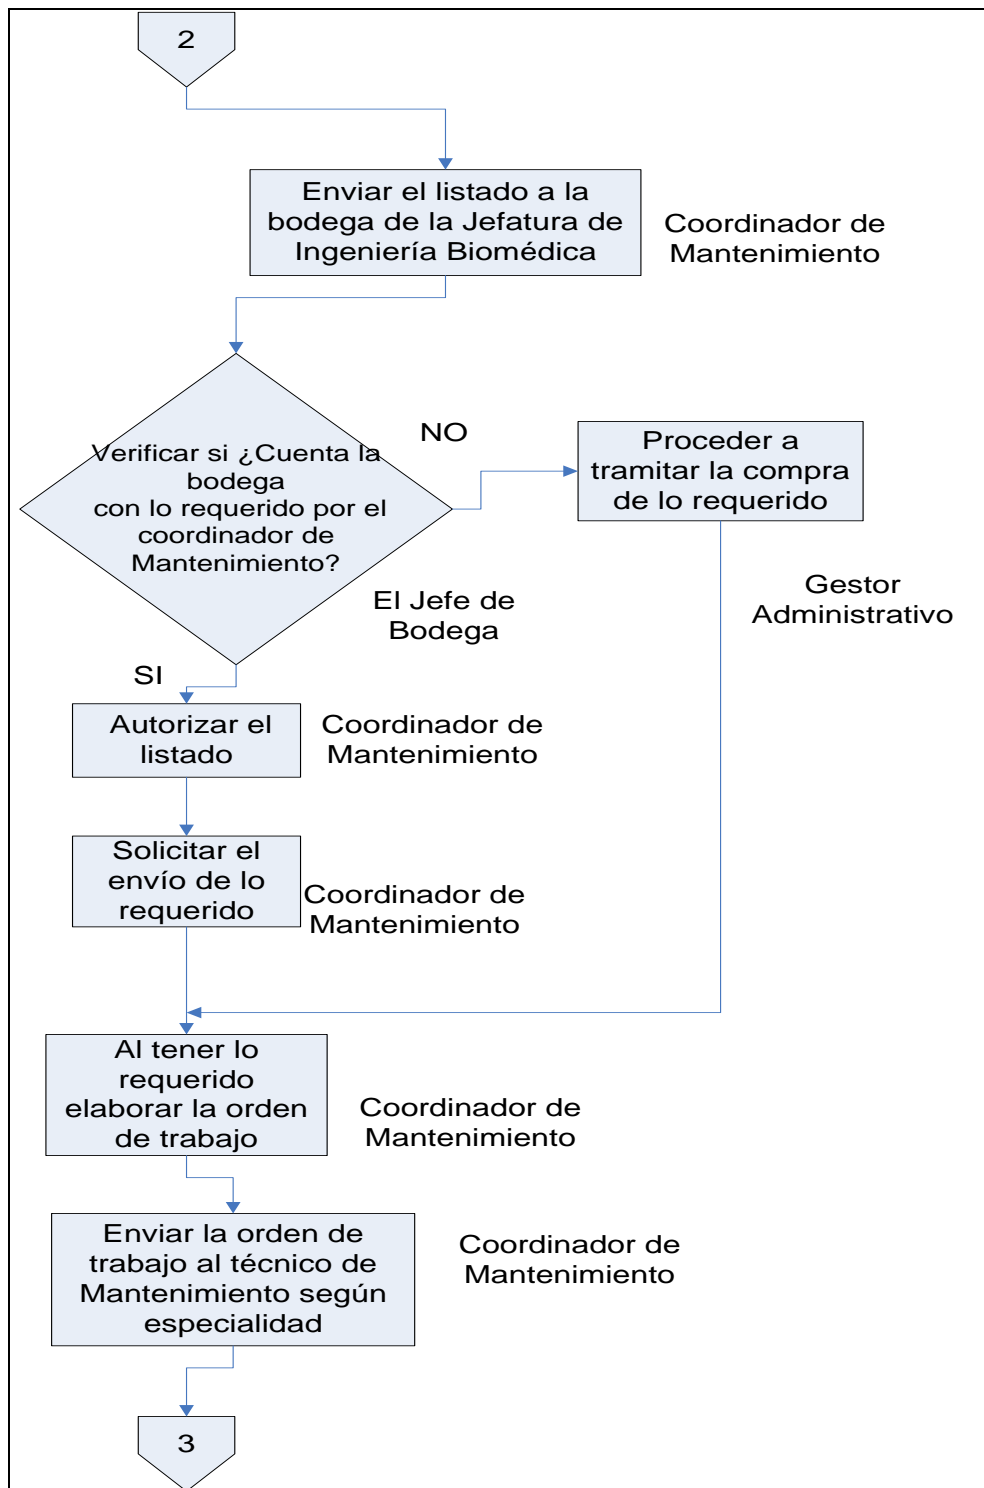 2
Enviar el listado a la
bodega de la Jefatura de
Ingeniería Biomédica
Coordinador de
Mantenimiento
Verificar si ¿Cuenta la
bodega
con lo requerido por el
coordinador de
Mantenimiento?
NO
Proceder a
tramitar la compra
de lo requerido
El Jefe de
Bodega
Gestor
Administrativo
SI
Autorizar el
listado
Coordinador de
Mantenimiento
Solicitar el
envío de lo
requerido
Coordinador de
Mantenimiento
Al tener lo
requerido
elaborar la orden
de trabajo
Coordinador de
Mantenimiento
Enviar la orden de
trabajo al técnico de
Mantenimiento según
especialidad
Coordinador de
Mantenimiento
3